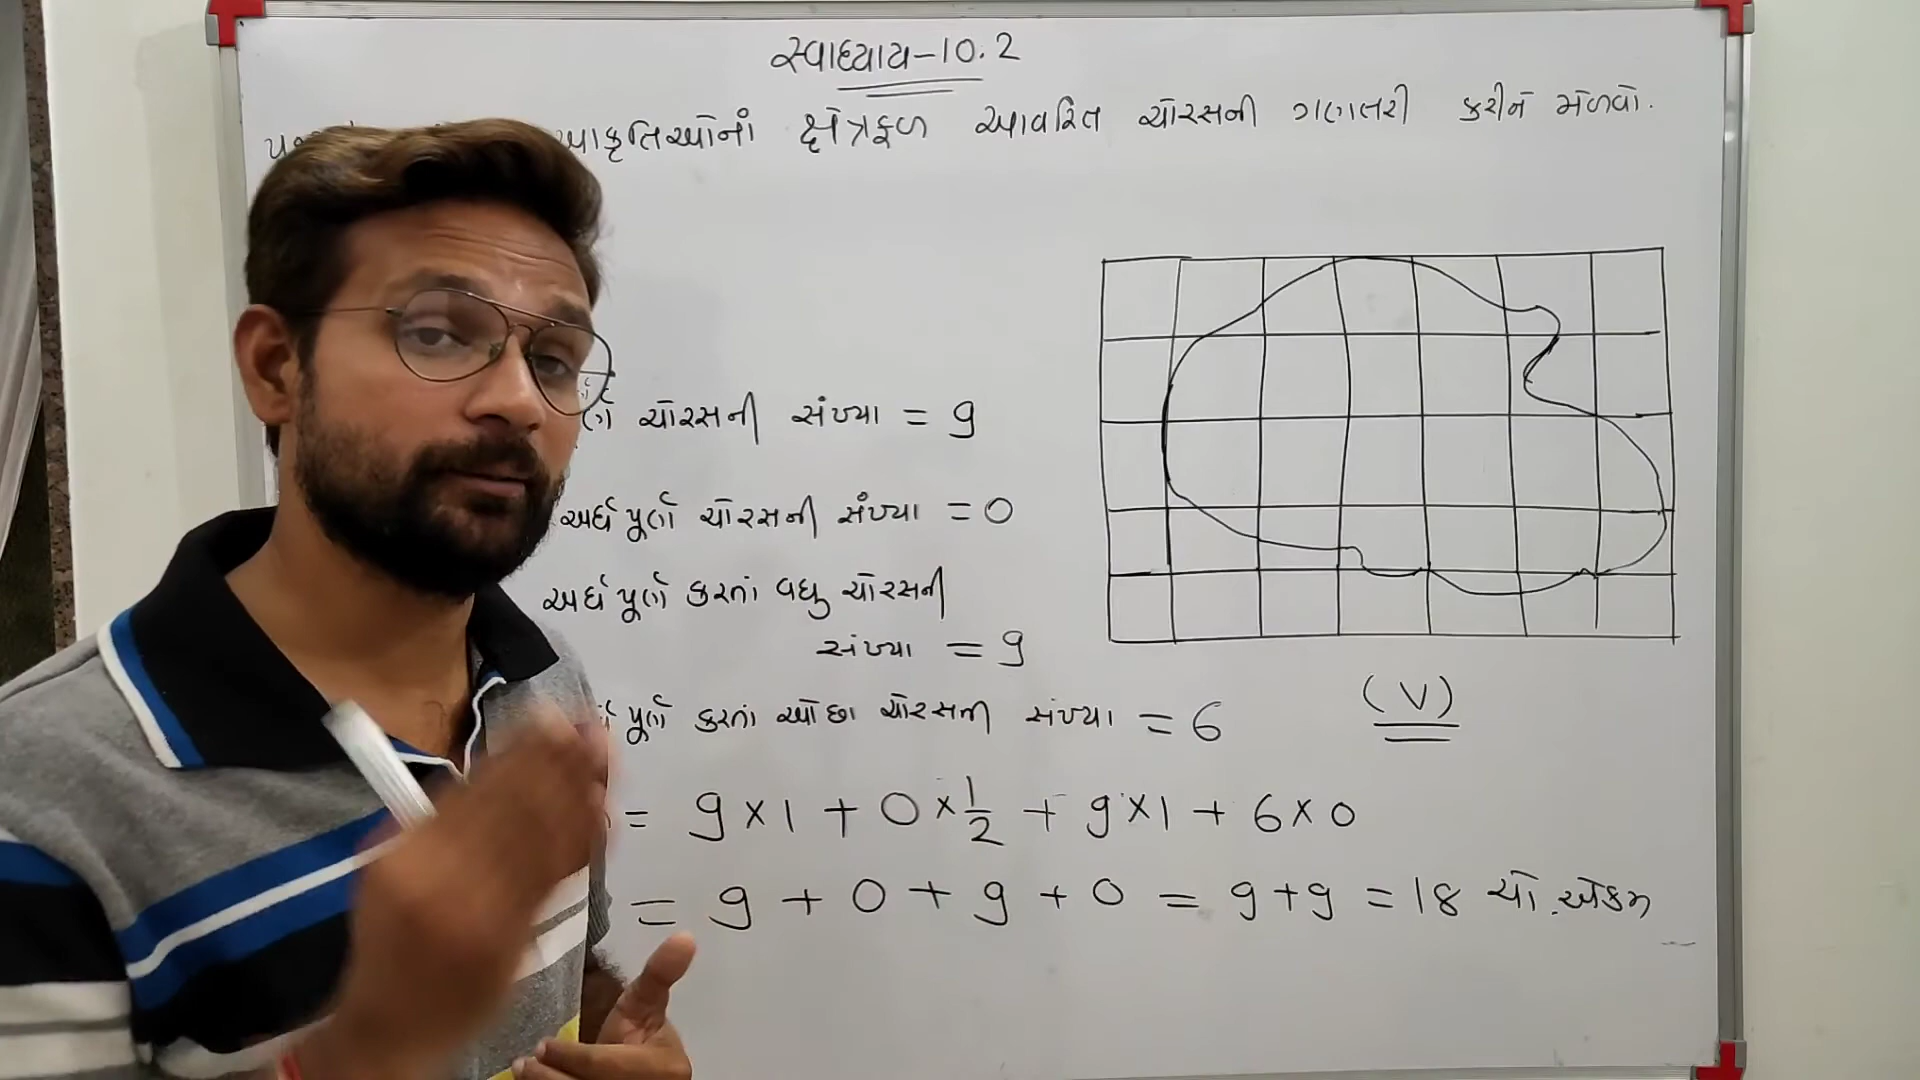 સ્વાધ્યાય-10.2
આકૃતિઓનાં ક્ષેત્રફળ આવરિત ચોરસની ગણતરી કરીને મેળવો.
ચોરસની સંખ્યા = 9
અર્ધ પૂર્ણ ચોરસની સંખ્યા = 0
અર્ધ પૂર્ણ કરતાં વધુ ચોરસની
સંખ્યા = 9
પૂર્ણ કરતાં ઓછા ચોરસની સંખ્યા = 6
(V)
= 9 × 1 + 0 × 1/2 + 9 × 1 + 6 × 0
= 9 + 0 + 9 + 0 = 9 + 9 = 18 ચો. એકમ